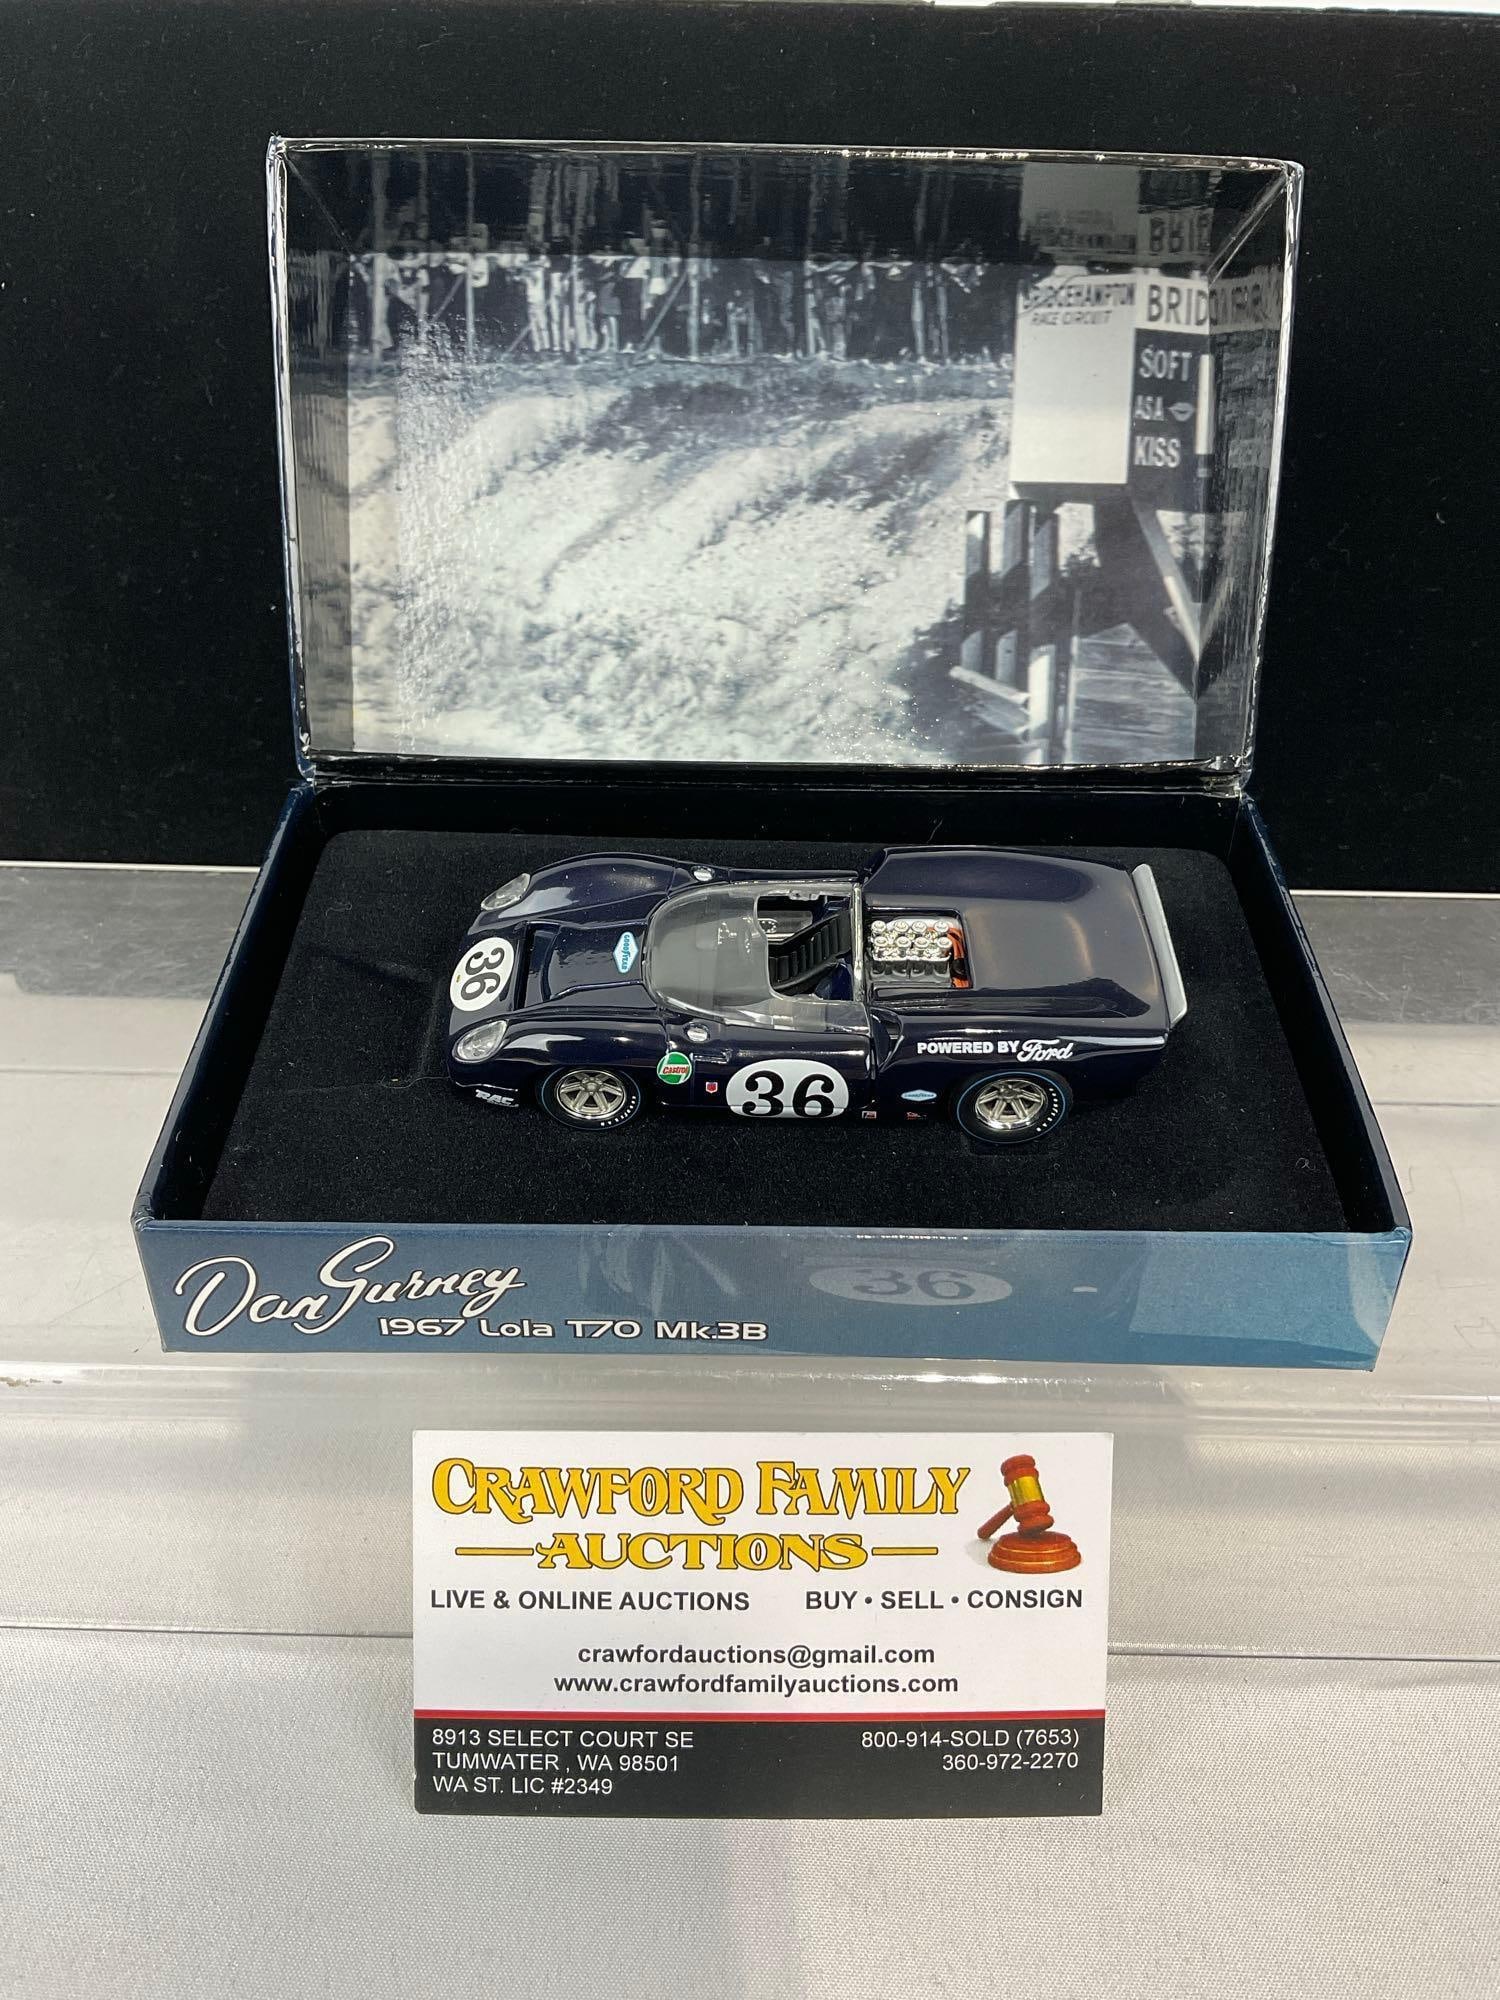 BRIDGEHAMPTON
RACE CIRCUIT
SOFT
AS A
KISS
36
GOODYEAR
POWERED BY Ford
Castrol
36
RAC
GOODYEAR
36
Dan Gurney
1967 Lola T70 Mk.3B
CRAWFORD FAMILY
AUCTIONS
LIVE & ONLINE AUCTIONS BUY • SELL • CONSIGN
crawfordauctions@gmail.com
www.crawfordfamilyauctions.com
8913 SELECT COURT SE 800-914-SOLD (7653)
TUMWATER , WA 98501 360-972-2270
WA ST. LIC #2349